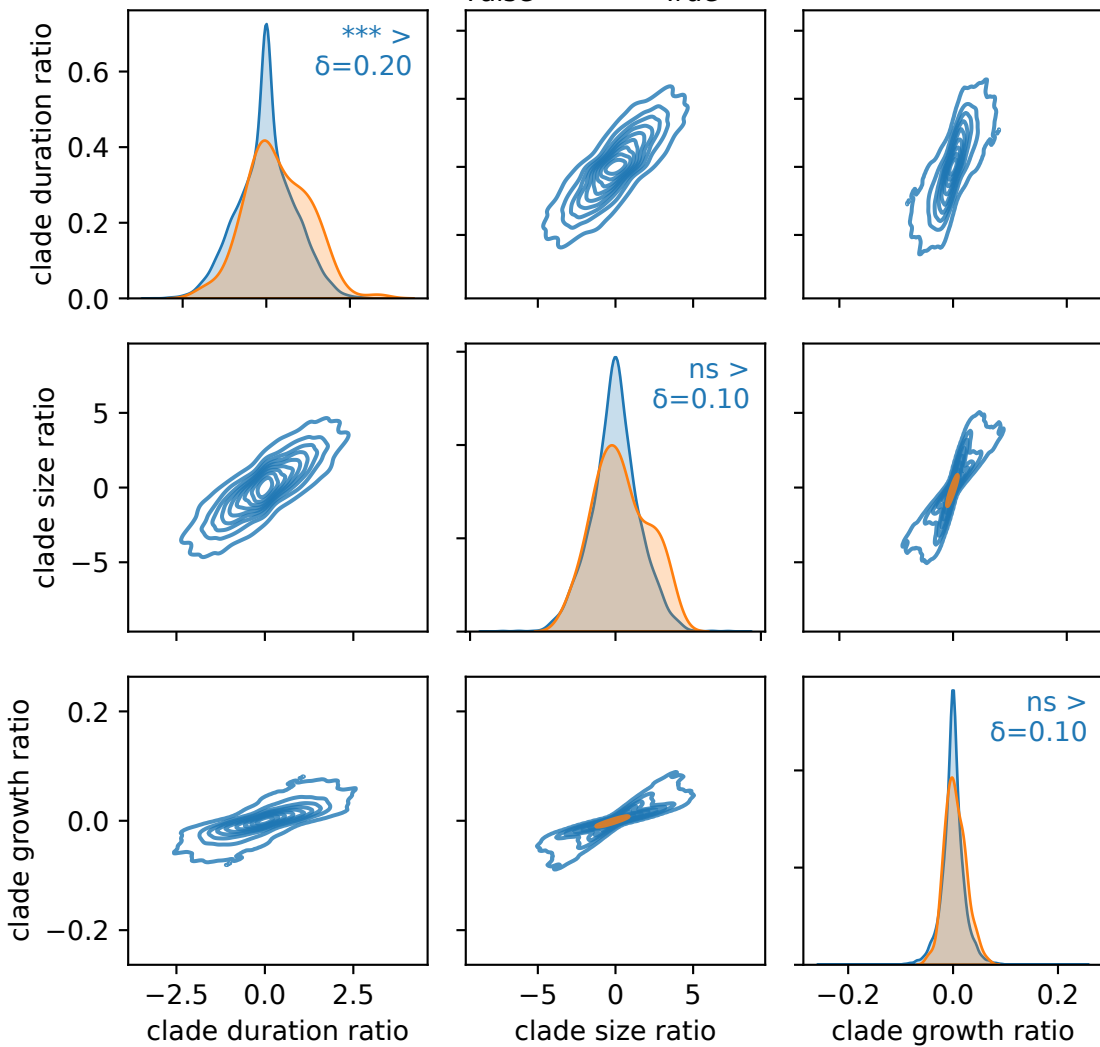 clade duration ratio
0.6
0.4
0.2
0.0
*** >
δ=0.20
clade size ratio
5
0
−5
ns >
δ=0.10
clade growth ratio
0.2
0.0
−0.2
ns >
δ=0.10
−2.5 0.0 2.5
−5 0 5
−0.2 0.0 0.2
clade duration ratio
clade size ratio
clade growth ratio